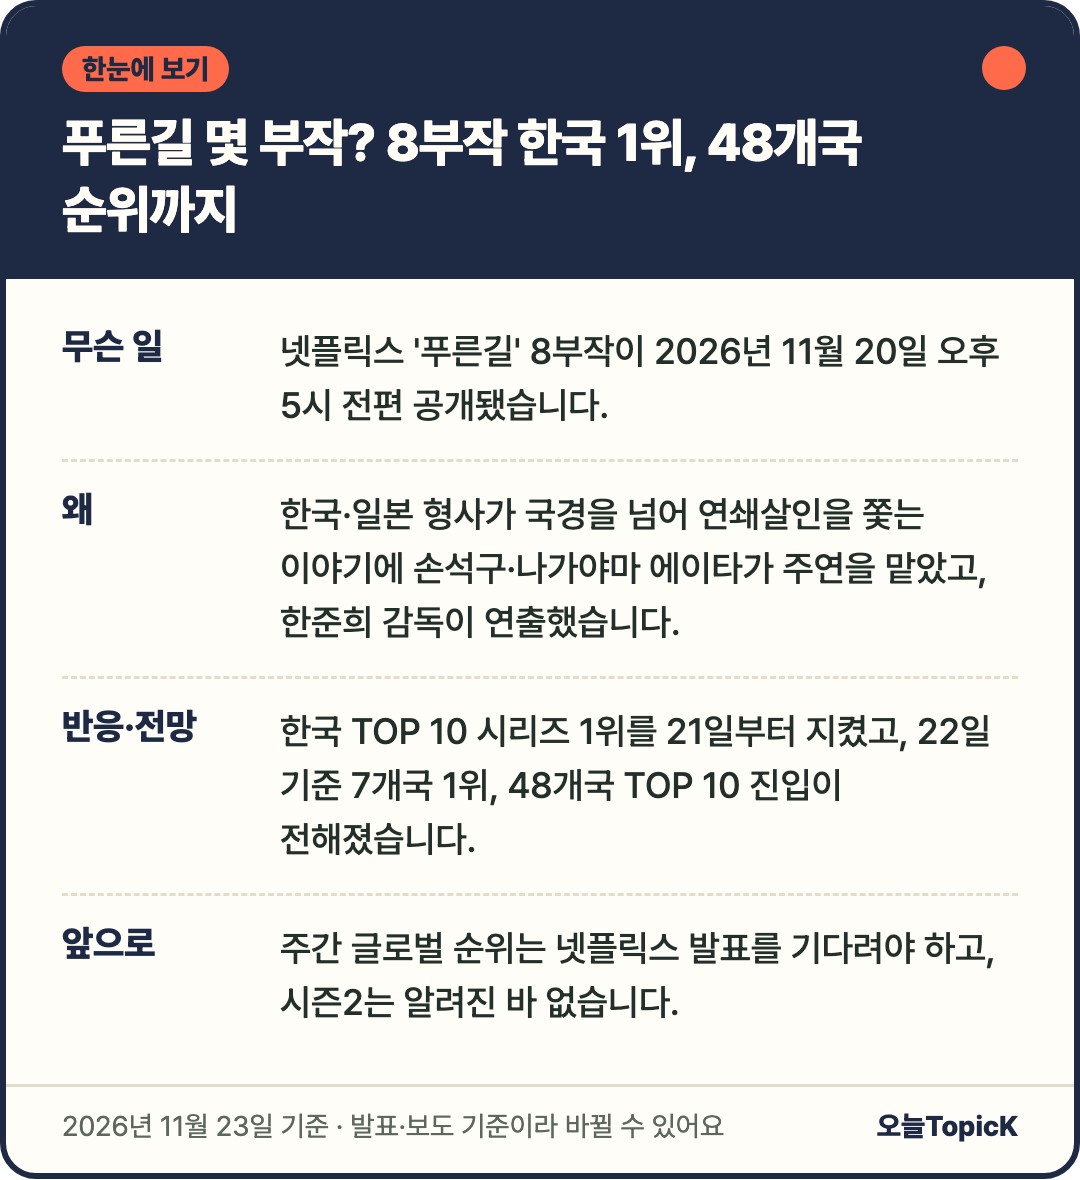 한눈에 보기
푸른길 몇 부작? 8부작 한국 1위, 48개국
순위까지
무슨 일
넷플릭스 '푸른길' 8부작이 2026년 11월 20일 오후
5시 전편 공개됐습니다.
왜
한국·일본 형사가 국경을 넘어 연쇄살인을 쫓는
이야기에 손석구·나가야마 에이타가 주연을 맡았고,
한준희 감독이 연출했습니다.
반응·전망
한국 TOP 10 시리즈 1위를 21일부터 지켰고, 22일
기준 7개국 1위, 48개국 TOP 10 진입이
전해졌습니다.
앞으로
주간 글로벌 순위는 넷플릭스 발표를 기다려야 하고,
시즌2는 알려진 바 없습니다.
2026년 11월 23일 기준 · 발표·보도 기준이라 바뀔 수 있어요
오늘TopicK